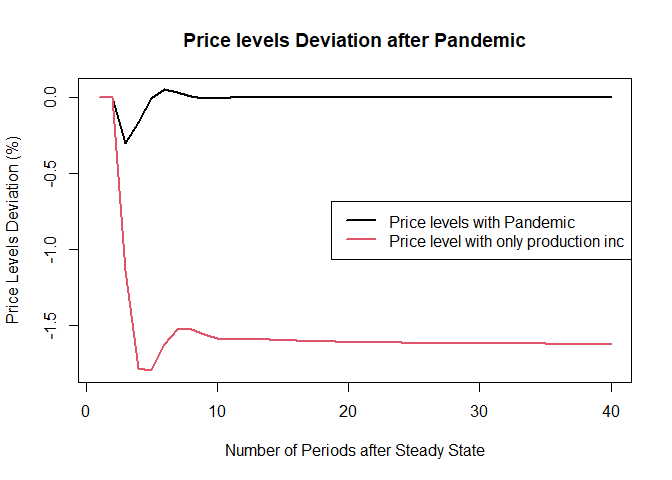 Price levels Deviation after Pandemic
Price Levels Deviation (%)
0.0
-0.5
-1.0
-1.5
Price levels with Pandemic
Price level with only production inc
0 10 20 30 40
Number of Periods after Steady State